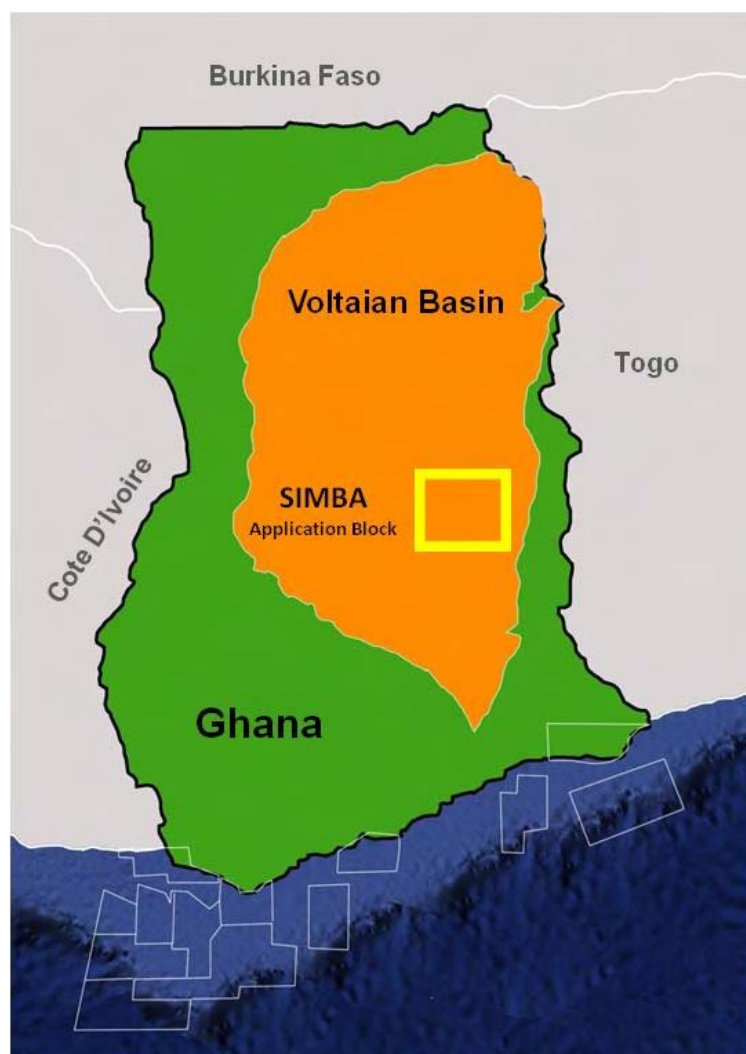 Burkina Faso
Voltaian Basin
Togo
SIMBA
Application Block
Cote D'Ivoire
Ghana